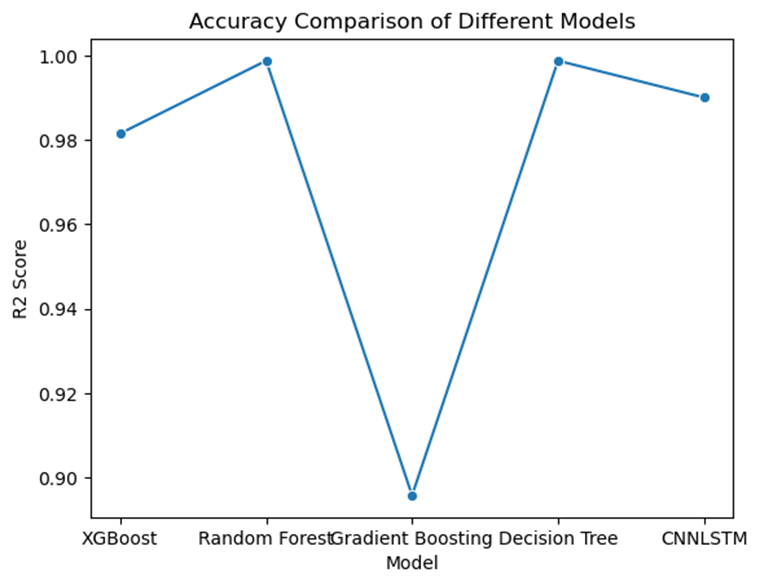 Accuracy Comparison of Different Models
R2 Score
1.00
0.98
0.96
0.94
0.92
0.90
XGBoost Random Forest Gradient Boosting Decision Tree CNNLSTM
Model